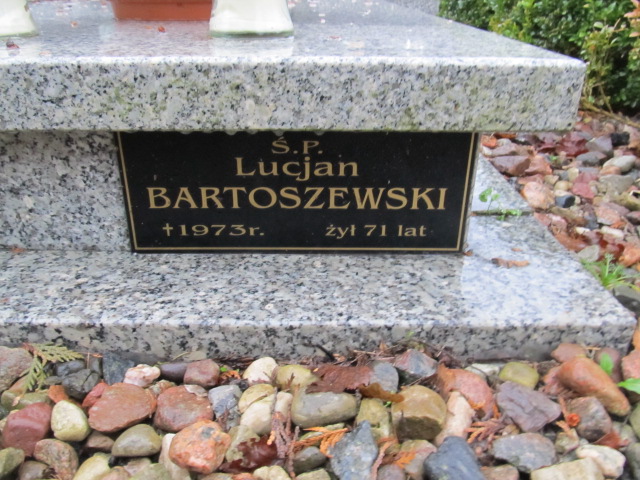 Ś.P.
Lucjan
BARTOSZEWSKI
†1973r. żył 71 lat